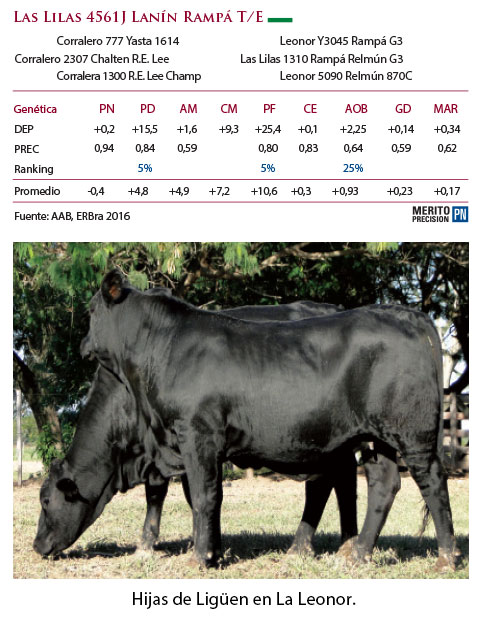 Las Lilas 4561J Lanín Rampá T/E
Corralero 777 Yasta 1614 Leonor Y3045 Rampá G3
Corralero 2307 Chalten R.E. Lee Las Lilas 1310 Rampá Relmún G3
Corralera 1300 R.E. Lee Champ Leonor 5090 Relmún 870C
Genética PN PD AM CM PF CE AOB GD MAR
DEP +0,2 +15,5 +1,6 +9,3 +25,4 +0,1 +2,25 +0,14 +0,34
PREC 0,94 0,84 0,59 0,80 0,83 0,64 0,59 0,62
Ranking 5% 5% 25%
Promedio -0,4 +4,8 +4,9 +7,2 +10,6 +0,3 +0,93 +0,23 +0,17
Fuente: AAB, ERBra 2016 MERITO PN
PRECISION
Hijas de Ligüen en La Leonor.